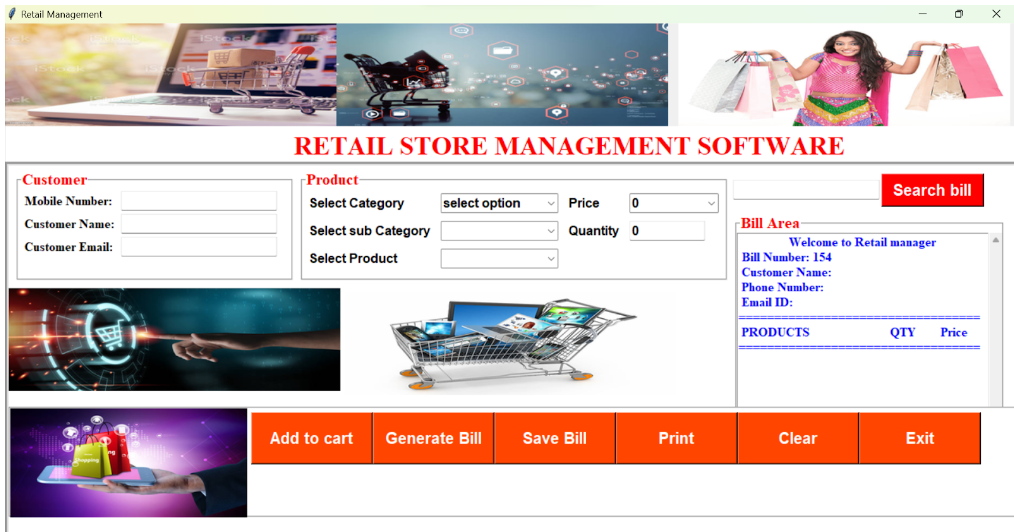 Retail Management
iStock
RETAIL STORE MANAGEMENT SOFTWARE
Customer
Mobile Number:
Customer Name:
Customer Email:
Product
Select Category select option Price 0
Select sub Category Quantity 0
Select Product
Search bill
Bill Area
Welcome to Retail manager
Bill Number: 154
Customer Name:
Phone Number:
Email ID:
==================================
PRODUCTS QTY Price
==================================
Shopping
Add to cart Generate Bill Save Bill Print Clear Exit